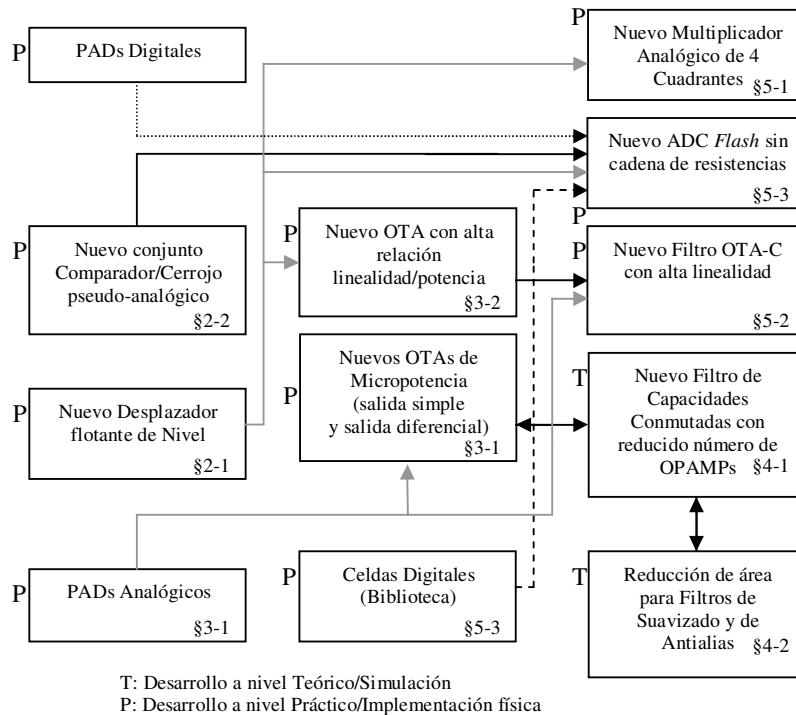 P
PADs Digitales
P
Nuevo Multiplicador
Analógico de 4
Cuadrantes
§5-1
Nuevo ADC Flash sin
cadena de resistencias
§5-3
P
P
Nuevo conjunto
Comparador/Cerrojo
pseudo-analógico
§2-2
P
Nuevo OTA con alta
relación
linealidad/potencia
§3-2
P
Nuevo Filtro OTA-C
con alta linealidad
§5-2
P
Nuevo Desplazador
flotante de Nivel
§2-1
P
Nuevos OTAs de
Micropotencia
(salida simple
y salida diferencial)
§3-1
T
Nuevo Filtro de
Capacidades
Conmutadas con
reducido número de
OPAMPs
§4-1
P
PADs Analógicos
§3-1
P
Celdas Digitales
(Biblioteca)
§5-3
T
Reducción de área
para Filtros de
Suavizado y de
Antialias
§4-2
T: Desarrollo a nivel Teórico/Simulación
P: Desarrollo a nivel Práctico/Implementación física